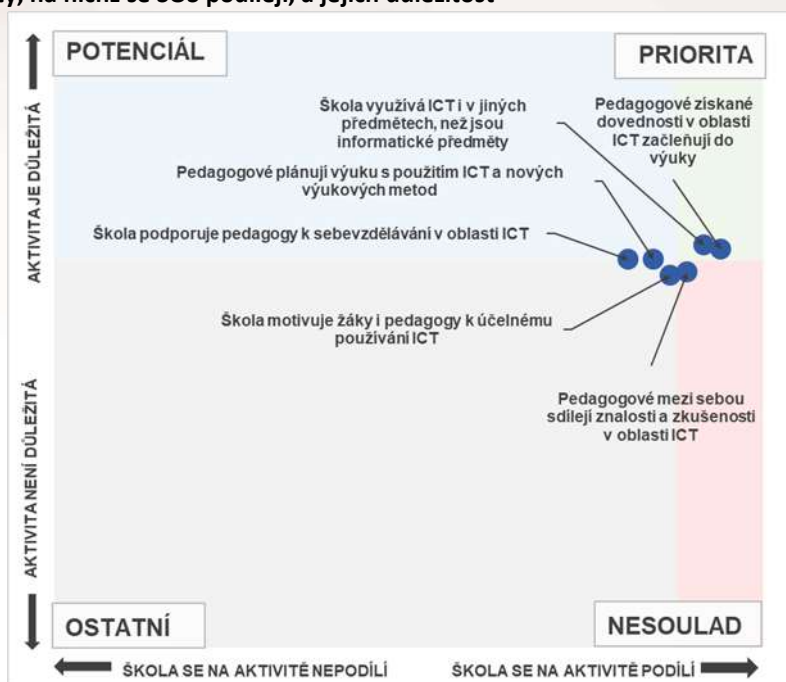 y, na nichž se SŠŠ podílejí, a jejich důležitost
POTENCIÁL
PRIORITA
Škola využívá ICT i v jiných
předmětech, než jsou
informatické předměty
Pedagogové získané
dovednosti v oblasti
ICT začleňují do
výuky
Pedagogové plánují výuku s použitím ICT a nových
výukových metod
Škola podporuje pedagogy k sebevzdělávání v oblasti ICT
Škola motivuje žáky i pedagogy k účelnému
používání ICT
Pedagogové mezi sebou
sdílejí znalosti a zkušenosti
v oblasti ICT
AKTIVITA JE DŮLEŽITÁ
AKTIVITA NENÍ DŮLEŽITÁ
OSTATNÍ
NESOULAD
ŠKOLA SE NA AKTIVITĚ NEPODÍLÍ
ŠKOLA SE NA AKTIVITĚ PODÍLÍ